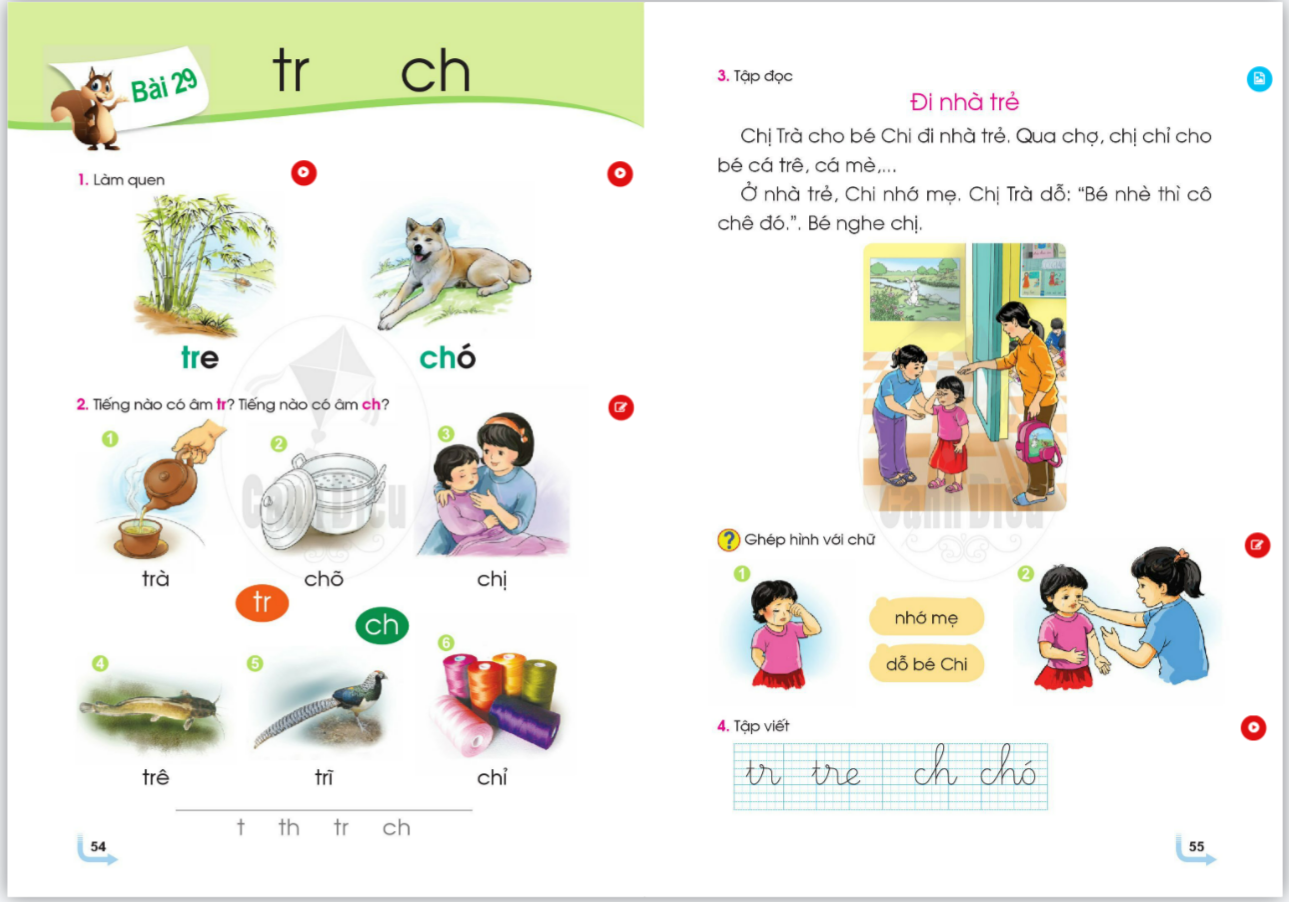 Bài 29
tr ch
1. Làm quen
tre chó
2. Tiếng nào có âm tr? Tiếng nào có âm ch?
1 2 3
trà chõ chị
tr
ch
4 5 6
trê trĩ chỉ
t th tr ch
54
3. Tập đọc
Đi nhà trẻ
Chị Trà cho bé Chi đi nhà trẻ. Qua chợ, chị chỉ cho
bé cá trê, cá mè,...
Ở nhà trẻ, Chi nhớ mẹ. Chị Trà dỗ: “Bé nhè thì cô
chê đó.”. Bé nghe chị.
? Ghép hình với chữ
1 2
nhớ mẹ
dỗ bé Chi
4. Tập viết
tr tre ch chó
55
Cánh Diều
Cánh Diều